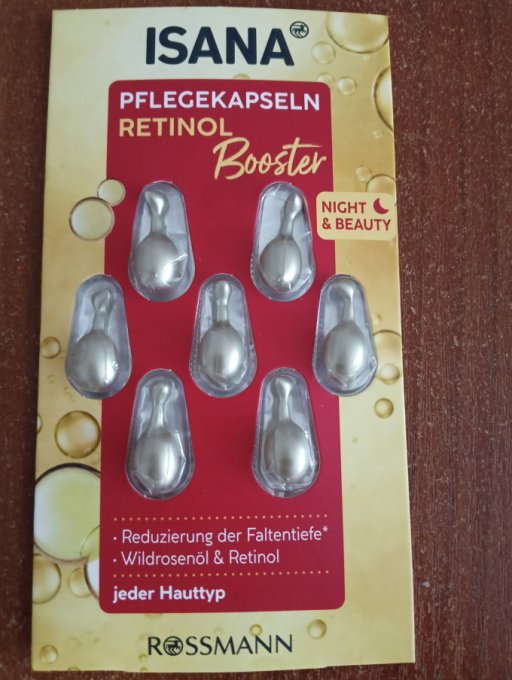 ISANA
PFLEGEKAPSELN
RETINOL
Booster
NIGHT
& BEAUTY
· Reduzierung der Faltentiefe*
· Wildrosenöl & Retinol
jeder Hauttyp
ROSSMANN